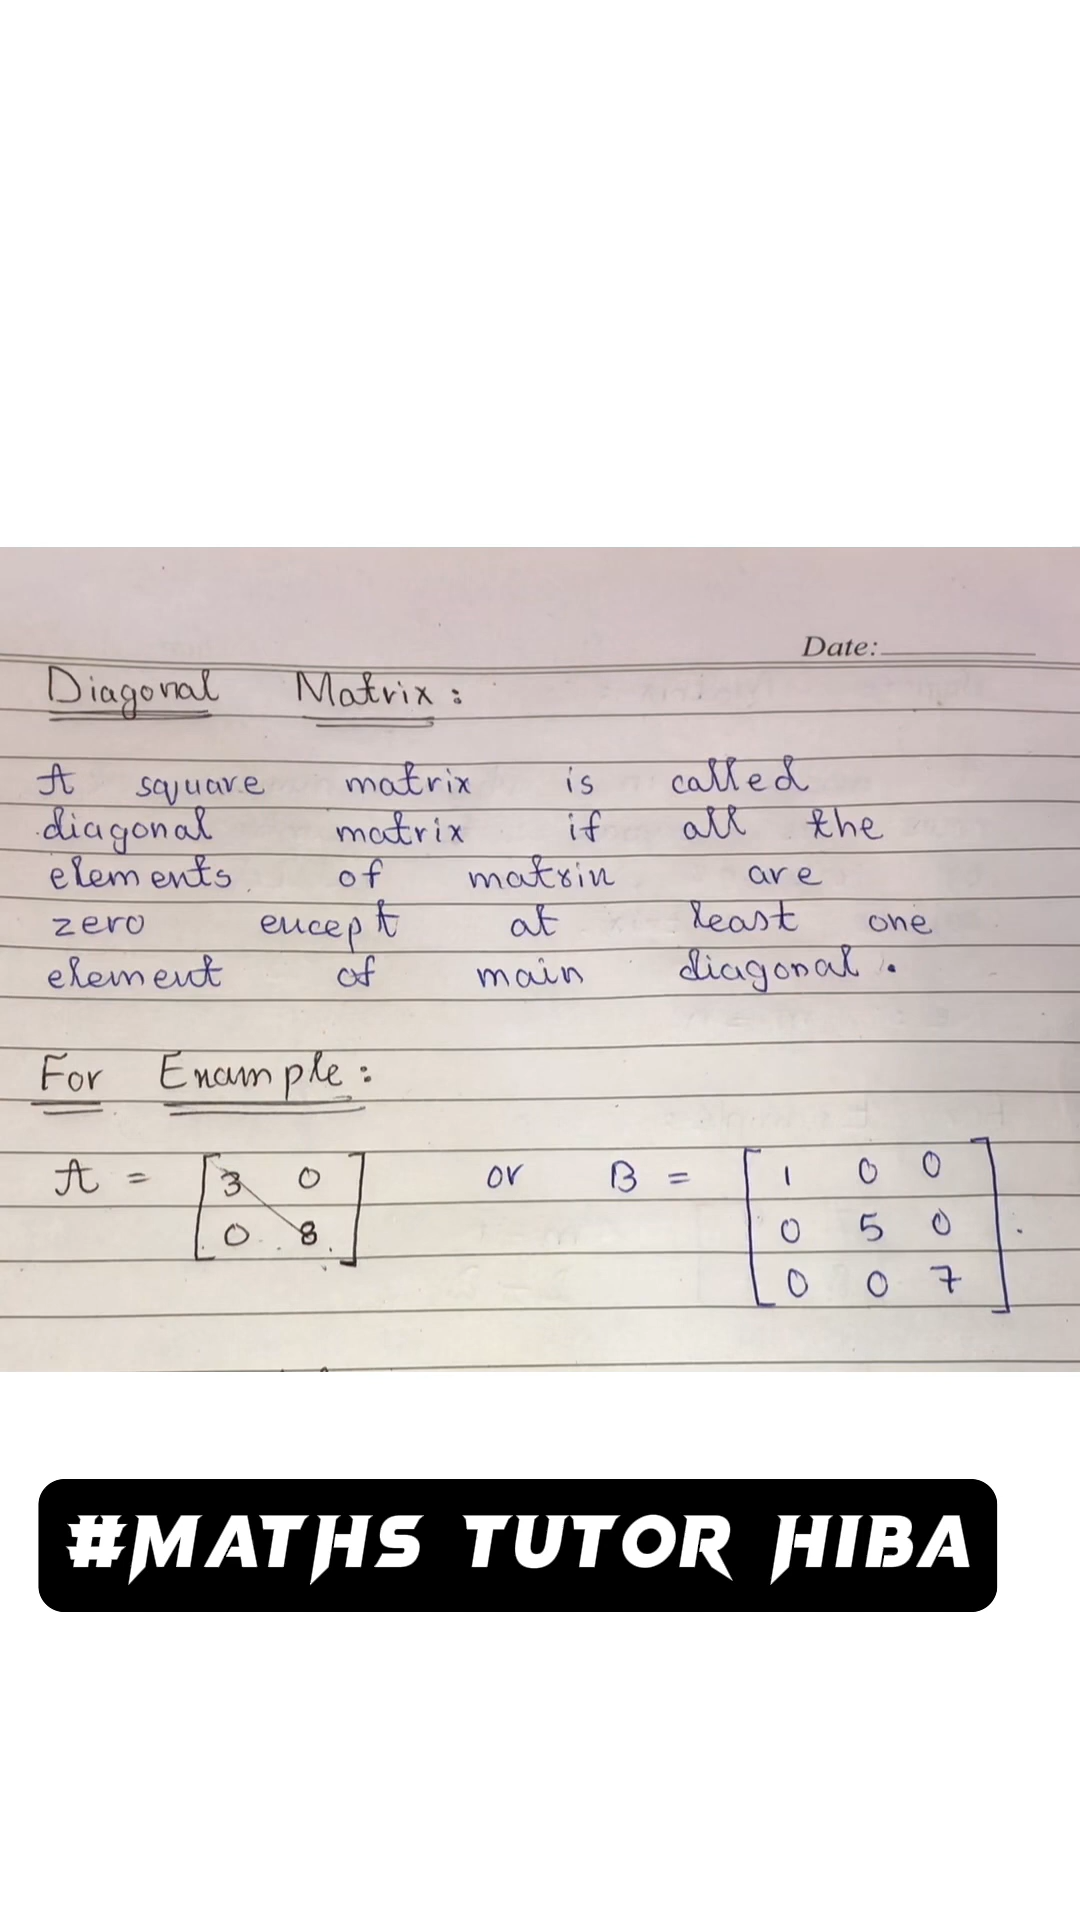 Date:
Diagonal Matrix:
A square matrix is called
diagonal matrix if all the
elements of matrix are
zero except at least one
element of main diagonal.
For Example:
A = [3 0 or B = [1 0 0
0 8] 0 5 0
0 0 7].
#MATHS TUTOR HIBA